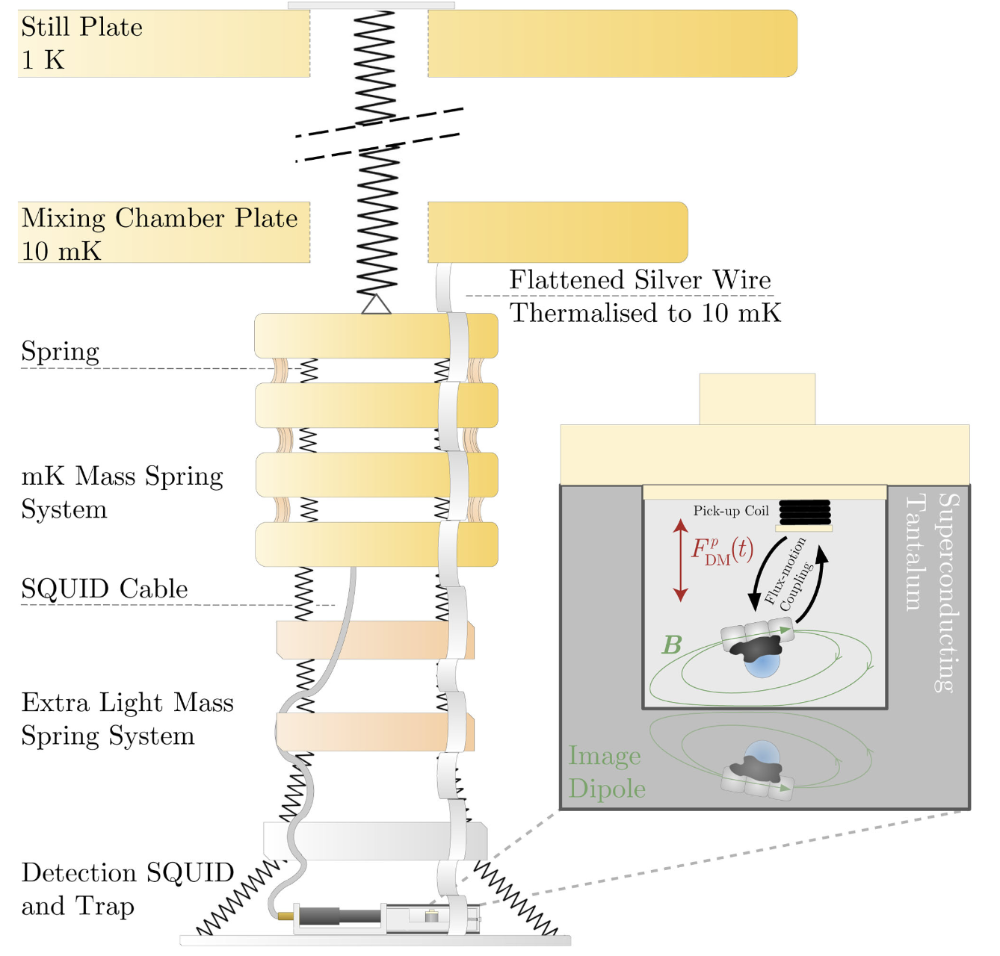 Still Plate
1 K
Mixing Chamber Plate
10 mK
Flattened Silver Wire
Thermalised to 10 mK
Spring
mK Mass Spring
System
SQUID Cable
Extra Light Mass
Spring System
Detection SQUID
and Trap
Pick-up Coil
F^p_DM(t)
Flux-motion
Coupling
B
Superconducting
Tantalum
Image
Dipole